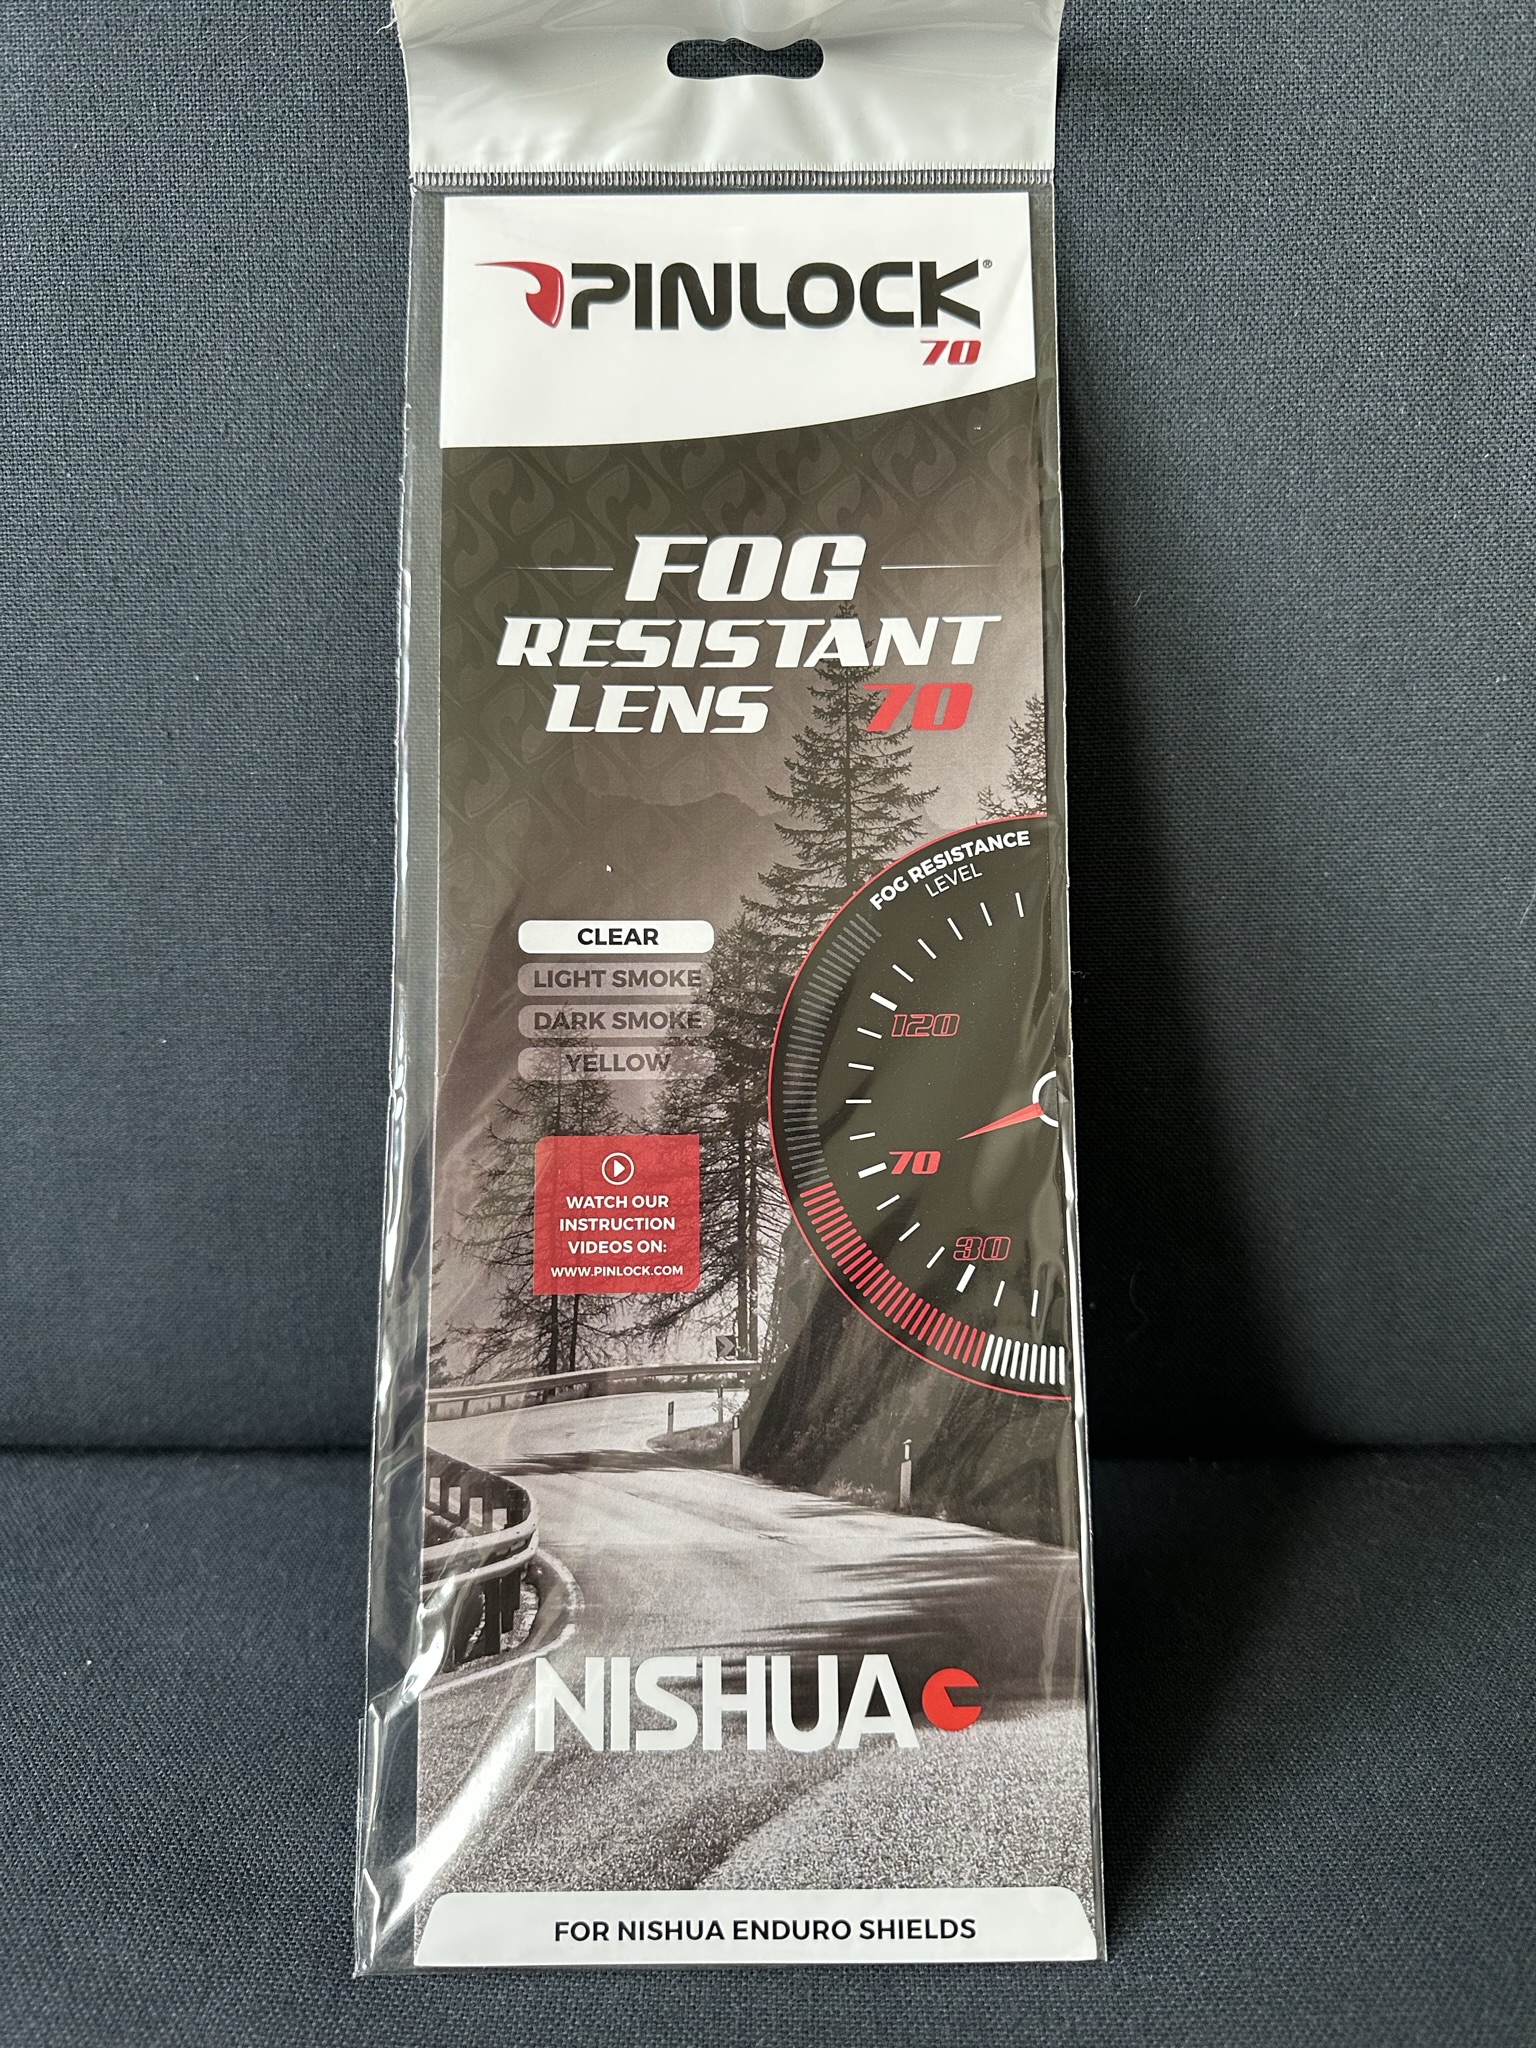 PINLOCK®
70
FOG
RESISTANT
LENS 70
FOG RESISTANCE
LEVEL
CLEAR
LIGHT SMOKE
DARK SMOKE
YELLOW
120
70
30
WATCH OUR
INSTRUCTION
VIDEOS ON:
WWW.PINLOCK.COM
NISHUA
FOR NISHUA ENDURO SHIELDS